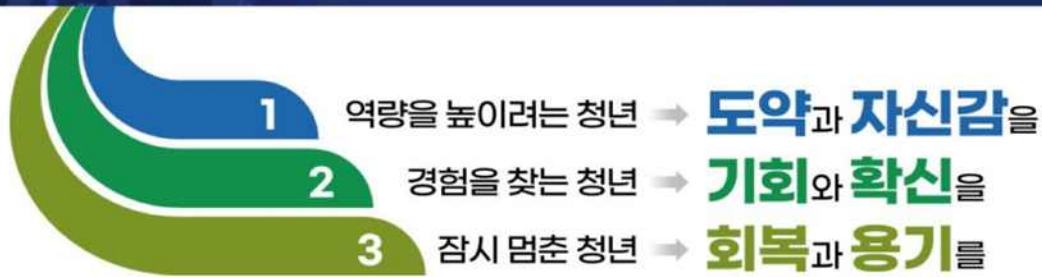 1 역량을 높이려는 청년 → 도약과 자신감을
2 경험을 찾는 청년 → 기회와 확신을
3 잠시 멈춘 청년 → 회복과 용기를